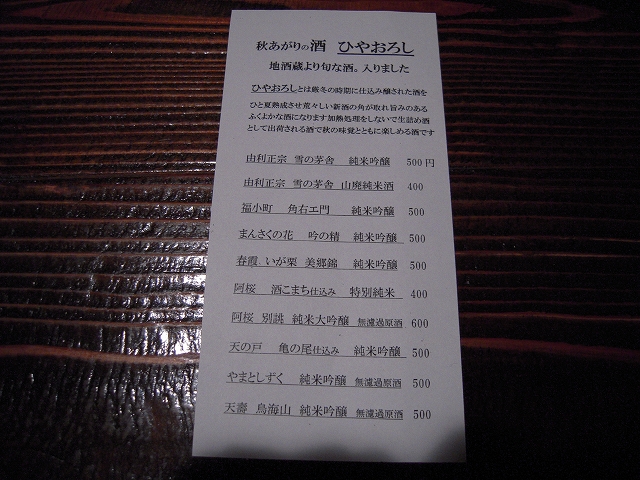 秋あがりの酒 ひやおろし
地酒蔵より旬な酒。入りました
ひやおろしとは厳冬の時期に仕込み醸された酒を
ひと夏熟成させ荒々しい新酒の角が取れ旨みのある
ふくよかな酒になります加熱処理をしないで生詰め酒
として出荷される酒で秋の味覚とともに楽しめる酒です
由利正宗 雪の茅舎 純米吟醸 500円
由利正宗 雪の茅舎 山廃純米酒 400
福小町 角右エ門 純米吟醸 500
まんさくの花 吟の精 純米吟醸 500
春霞 いが栗 美郷錦 純米吟醸 500
阿桜 酒こまち仕込み 特別純米 400
阿桜 別誂 純米大吟醸 無濾過原酒 600
天の戸 亀の尾仕込み 純米吟醸 500
やまとしずく 純米吟醸 無濾過原酒 500
天壽 鳥海山 純米吟醸 無濾過原酒 500